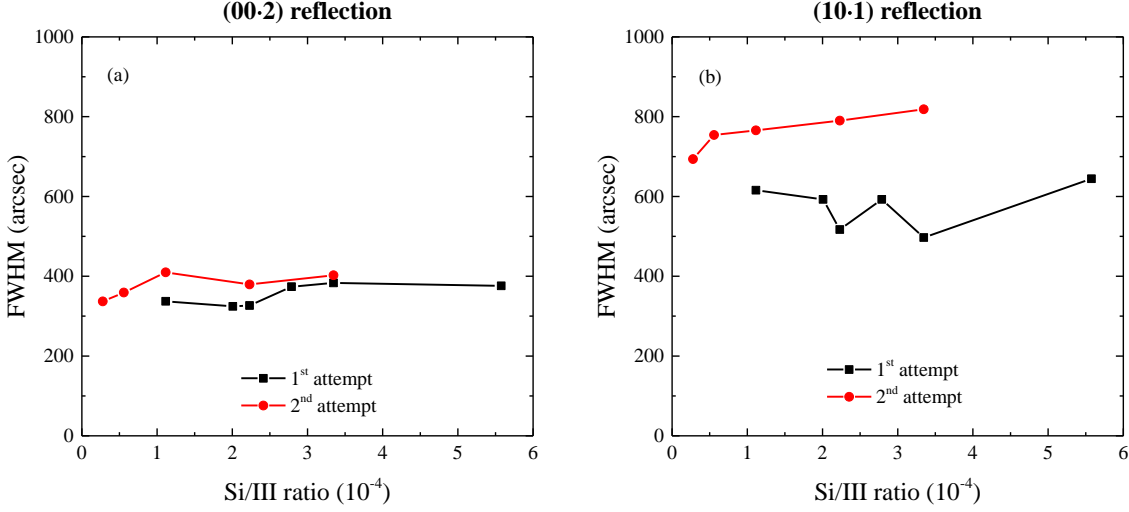 (00·2) reflection
(a)
1000
800
600
400
200
0
0 1 2 3 4 5 6
FWHM (arcsec)
Si/III ratio (10⁻⁴)
1ˢᵗ attempt
2ⁿᵈ attempt
(10·1) reflection
(b)
1000
800
600
400
200
0
0 1 2 3 4 5 6
FWHM (arcsec)
Si/III ratio (10⁻⁴)
1ˢᵗ attempt
2ⁿᵈ attempt